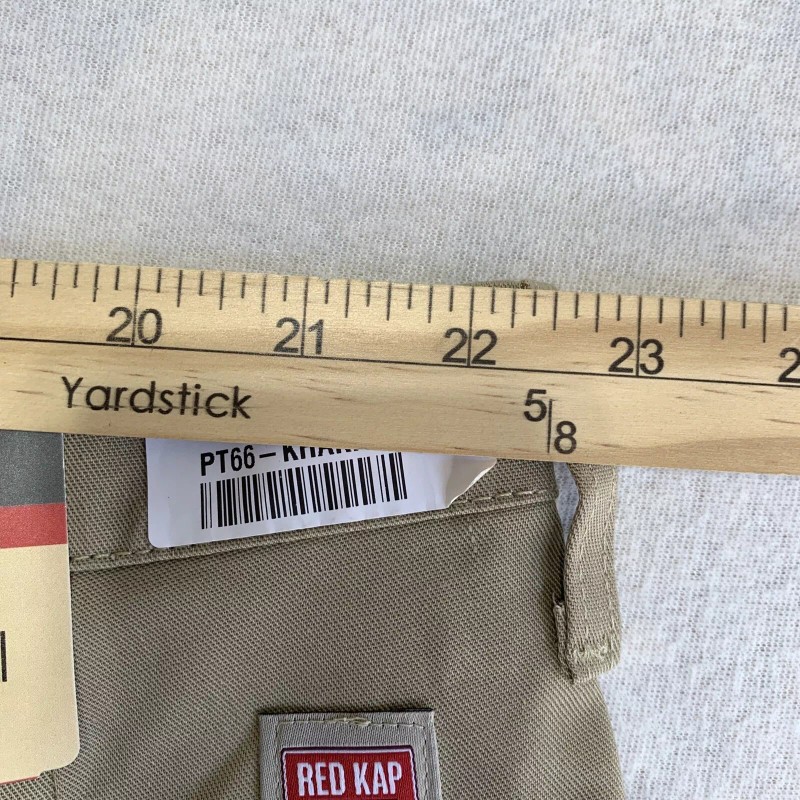 20 21 22 23
Yardstick
5/8
PT66-
RED KAP